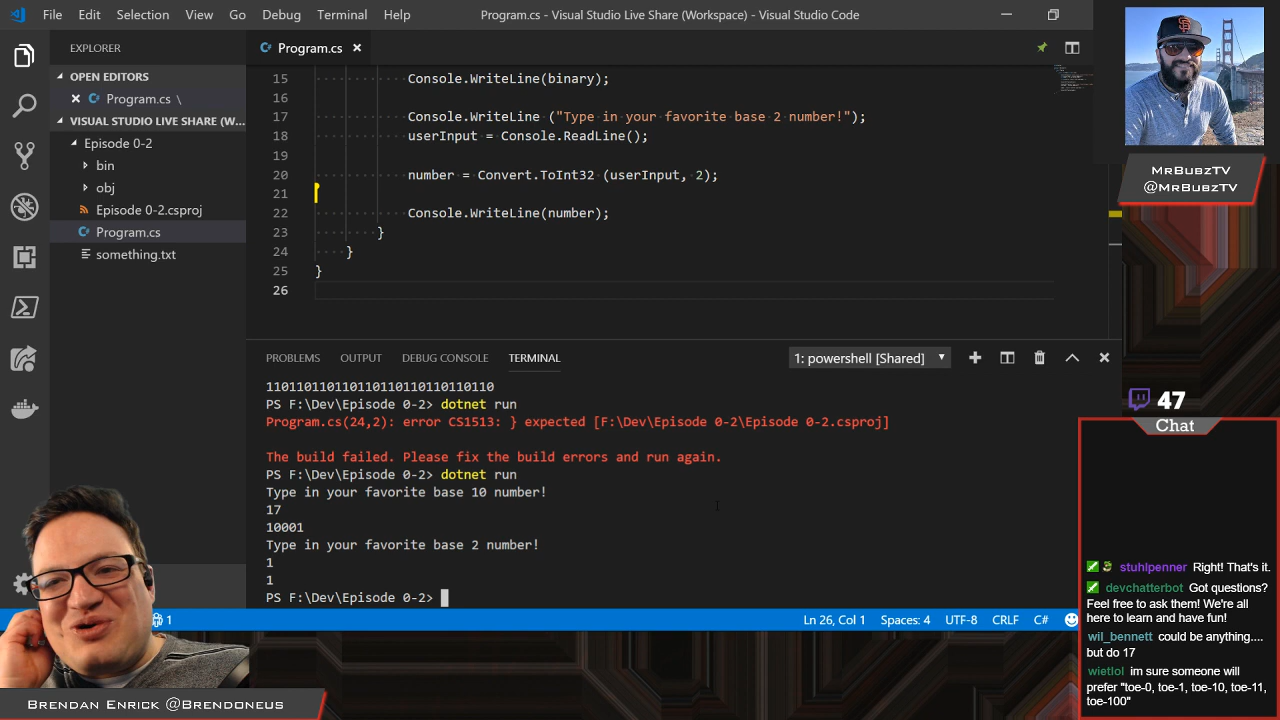 File Edit Selection View Go Debug Terminal Help
Program.cs - Visual Studio Live Share (Workspace) - Visual Studio Code
EXPLORER
OPEN EDITORS
Program.cs \
VISUAL STUDIO LIVE SHARE (W...
Episode 0-2
bin
obj
Episode 0-2.csproj
Program.cs
something.txt
Program.cs
15 Console.WriteLine(binary);
16
17 Console.WriteLine ("Type in your favorite base 2 number!");
18 userInput = Console.ReadLine();
19
20 number = Convert.ToInt32 (userInput, 2);
21
22 Console.WriteLine(number);
23 }
24 }
25 }
26
PROBLEMS OUTPUT DEBUG CONSOLE TERMINAL
1: powershell [Shared]
1101101101101101101101101101110
PS F:\Dev\Episode 0-2> dotnet run
Program.cs(24,2): error CS1513: } expected [F:\Dev\Episode 0-2\Episode 0-2.csproj]
The build failed. Please fix the build errors and run again.
PS F:\Dev\Episode 0-2> dotnet run
Type in your favorite base 10 number!
17
10001
Type in your favorite base 2 number!
1
1
PS F:\Dev\Episode 0-2>
1
Ln 26, Col 1 Spaces: 4 UTF-8 CRLF C#
MrBubzTV
@MrBubzTV
47
Chat
stuhlpenner Right! That's it.
devchatterbot Got questions?
Feel free to ask them! We're all
here to learn and have fun!
wil_bennett could be anything....
but do 17
wietlol im sure someone will
prefer "toe-0, toe-1, toe-10, toe-11,
toe-100"
Brendan Enrick @Brendoneus